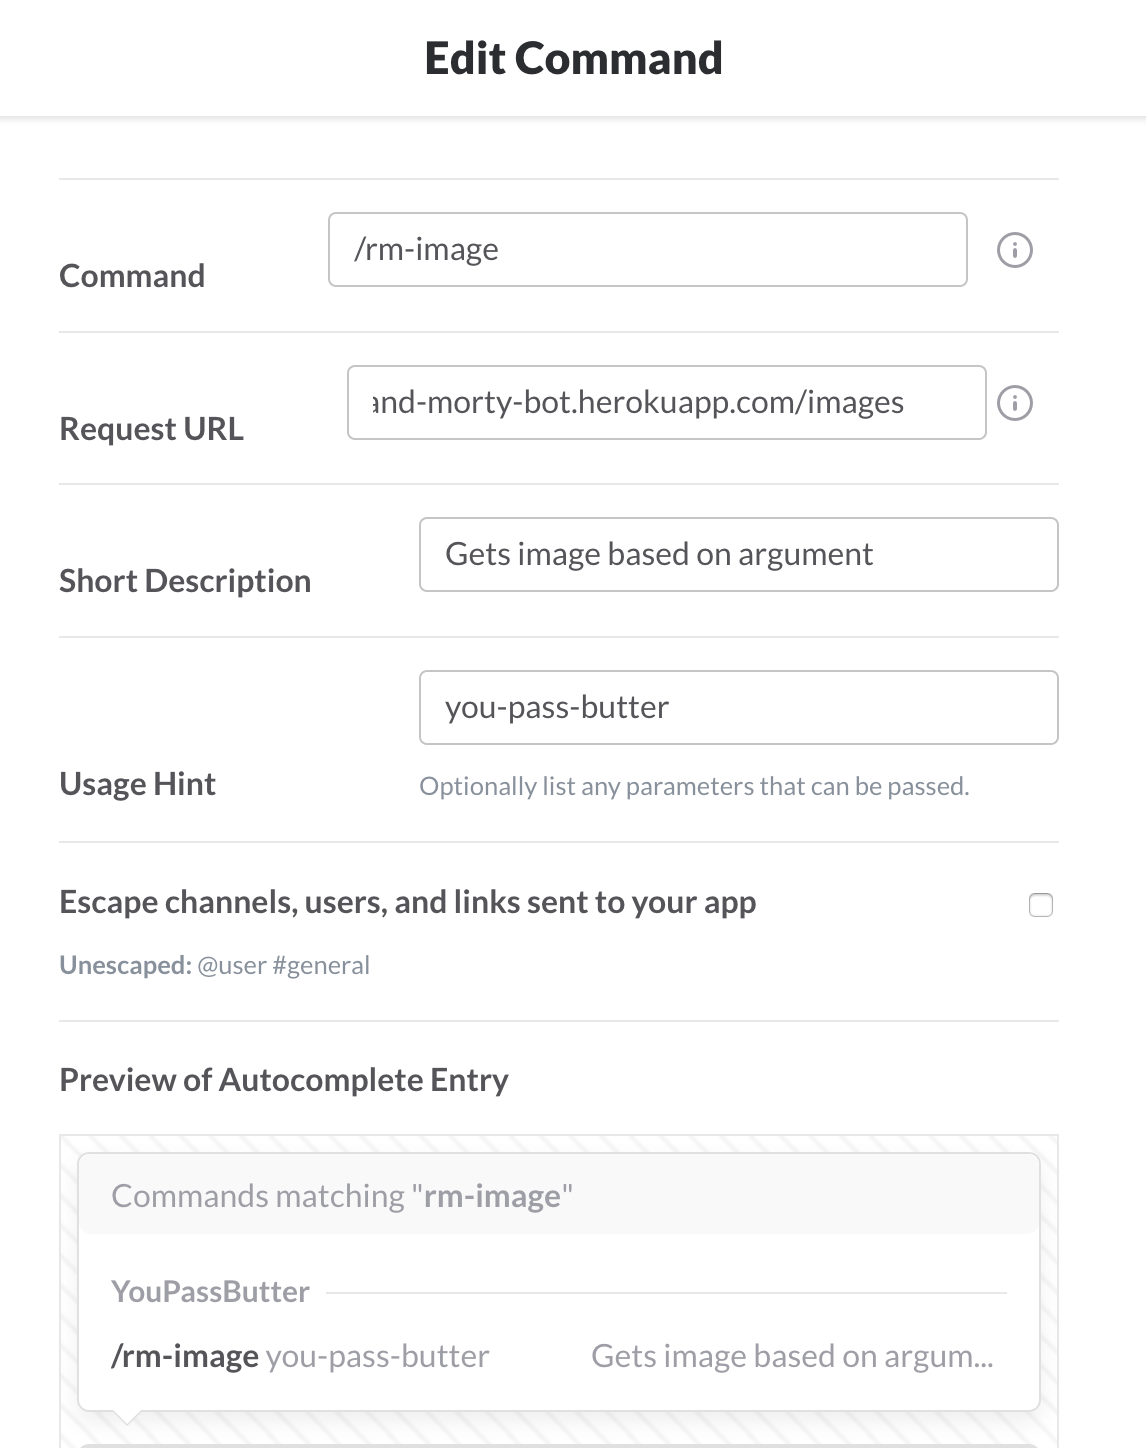 Edit Command
Command
/rm-image
Request URL
and-morty-bot.herokuapp.com/images
Short Description
Gets image based on argument
Usage Hint
you-pass-butter
Optionally list any parameters that can be passed.
Escape channels, users, and links sent to your app
Unescaped: @user #general
Preview of Autocomplete Entry
Commands matching "rm-image"
YouPassButter
/rm-image you-pass-butter Gets image based on argum...